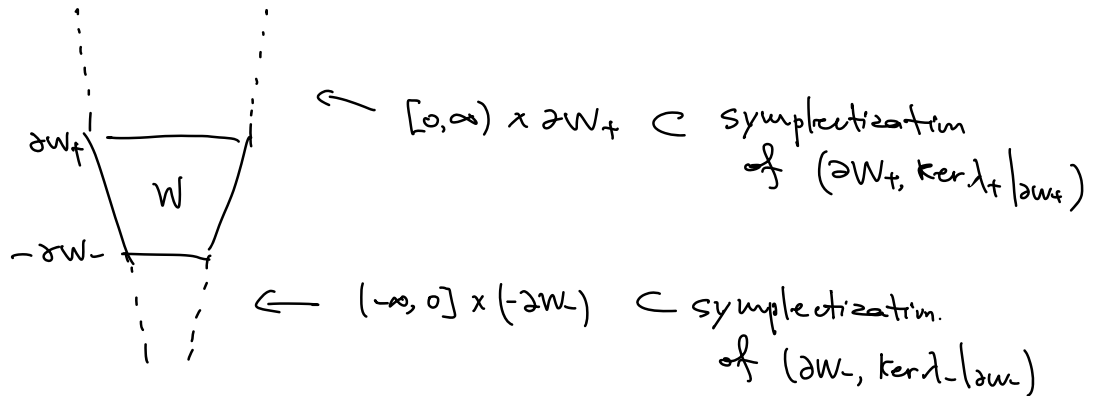 ← [0,∞) × ∂W₊ ⊂ symplectization
∂W₊
of (∂W₊, ker λ₊|∂W₊)
W
-∂W₋
← (-∞, 0] × (-∂W₋) ⊂ symplectization.
of (∂W₋, ker λ₋|∂W₋)